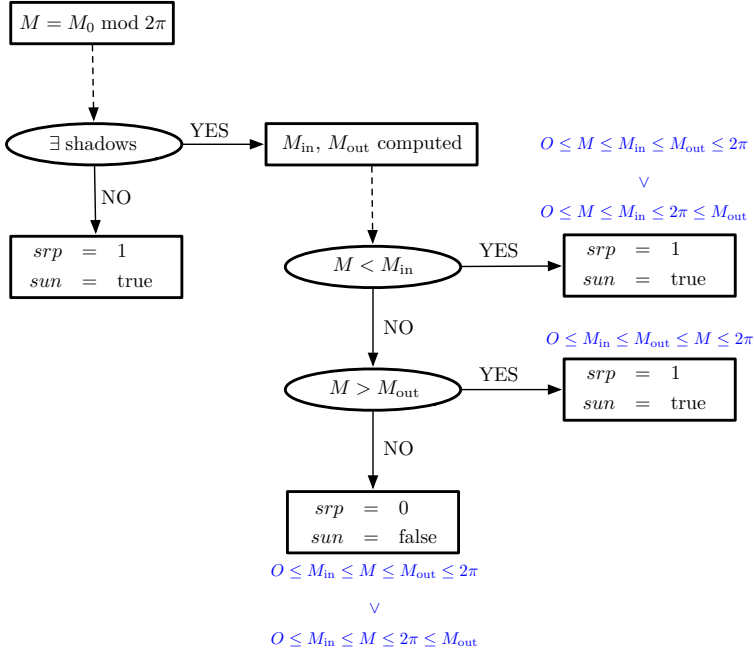 M = M₀ mod 2π
∃ shadows
YES
M_in, M_out computed
O ≤ M ≤ M_in ≤ M_out ≤ 2π
∨
O ≤ M ≤ M_in ≤ 2π ≤ M_out
NO
srp = 1
sun = true
M < M_in
YES
srp = 1
sun = true
NO
O ≤ M_in ≤ M_out ≤ M ≤ 2π
M > M_out
YES
srp = 1
sun = true
NO
srp = 0
sun = false
O ≤ M_in ≤ M ≤ M_out ≤ 2π
∨
O ≤ M_in ≤ M ≤ 2π ≤ M_out